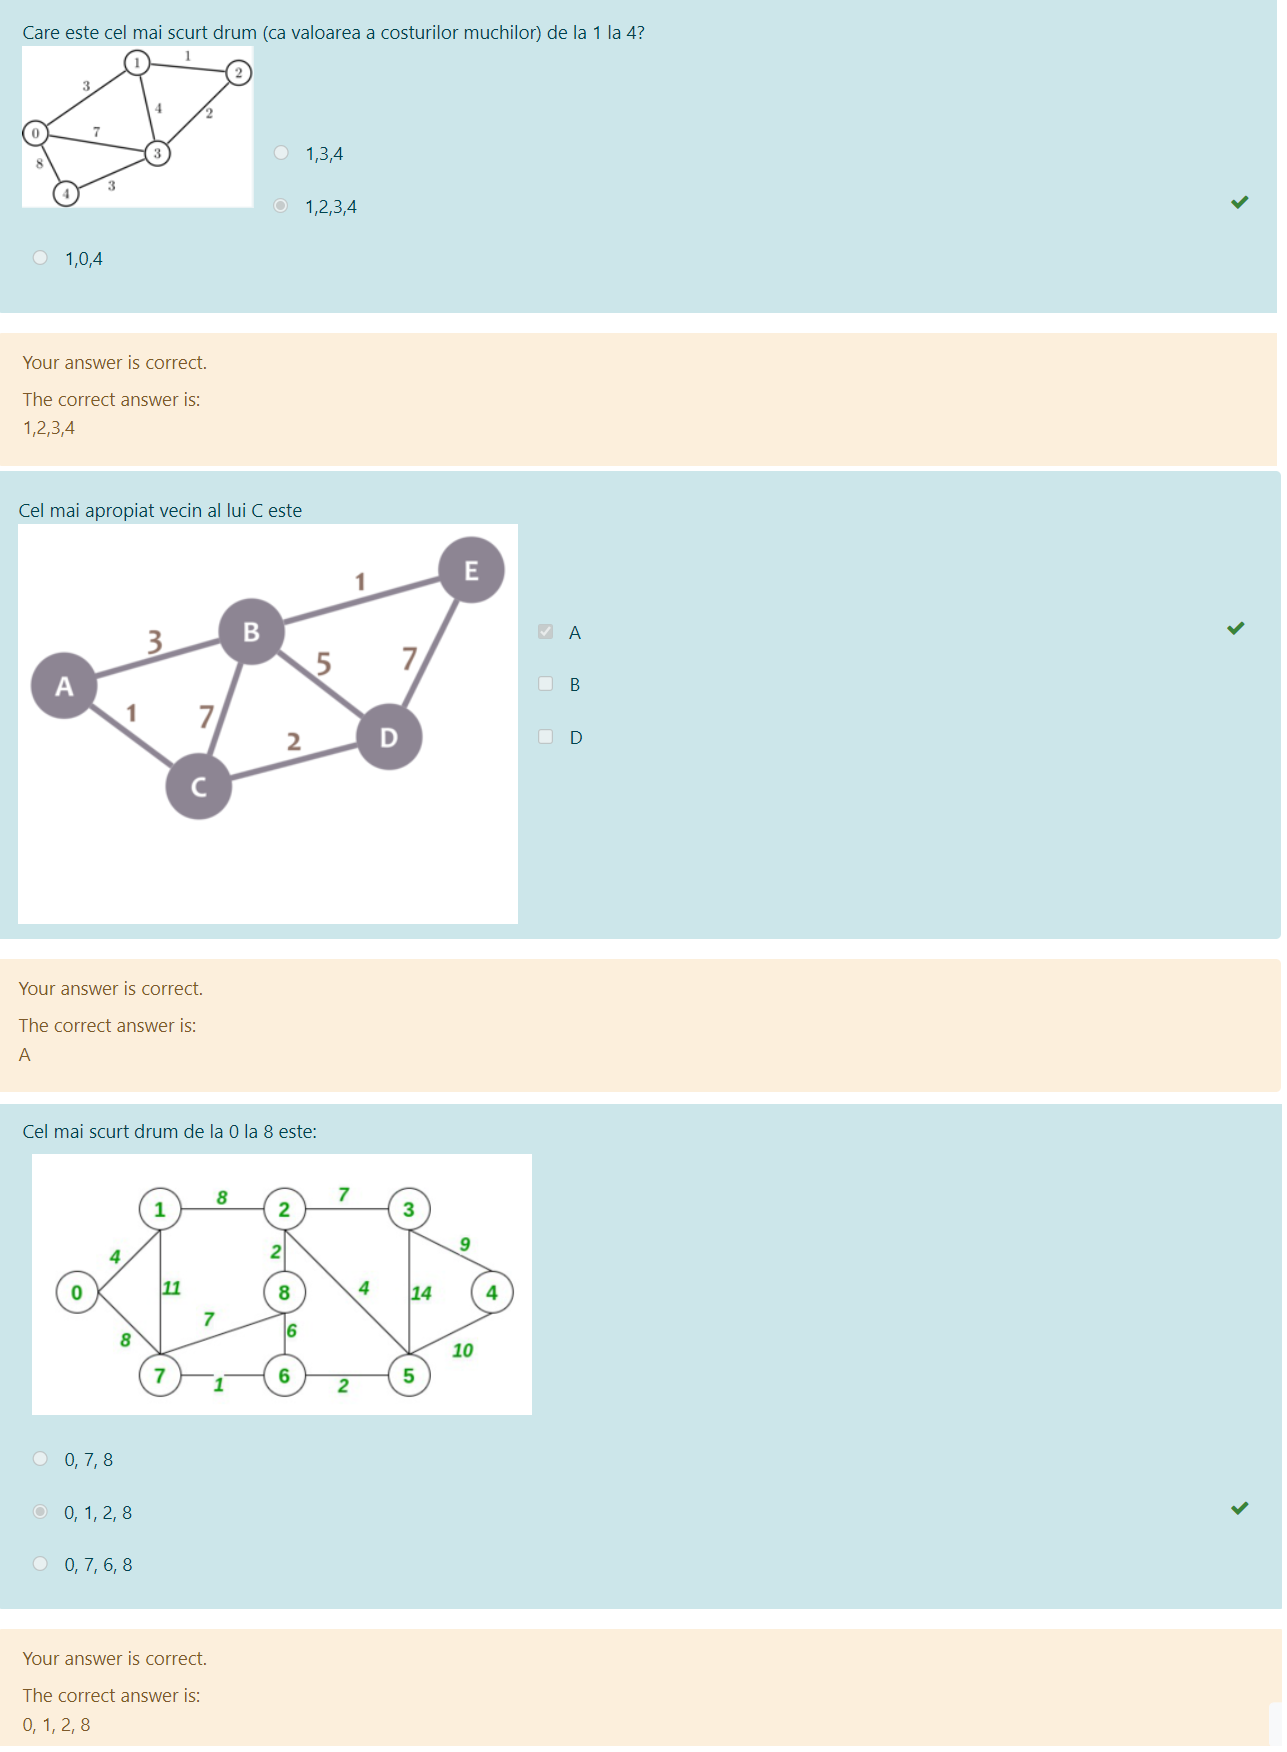 Care este cel mai scurt drum (ca valoarea a costurilor muchilor) de la 1 la 4?
1
1
2
3
4
2
0
7
3
8
4
3
1,3,4
1,2,3,4
1,0,4
Your answer is correct.
The correct answer is:
1,2,3,4
Cel mai apropiat vecin al lui C este
E
1
B
3
5
7
A
1
7
2
D
C
A
B
D
Your answer is correct.
The correct answer is:
A
Cel mai scurt drum de la 0 la 8 este:
8
7
1
2
3
4
2
9
0
11
8
4
14
4
7
8
6
10
7
1
6
2
5
0, 7, 8
0, 1, 2, 8
0, 7, 6, 8
Your answer is correct.
The correct answer is:
0, 1, 2, 8